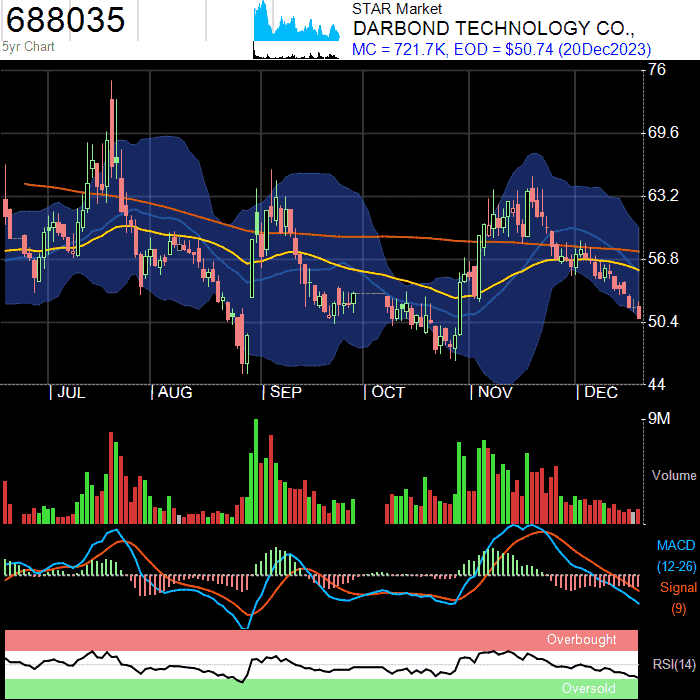 688035
5yr Chart
STAR Market
DARBOND TECHNOLOGY CO.,
MC = 721.7K, EOD = $50.74 (20Dec2023)
76
69.6
63.2
56.8
50.4
44
JUL
AUG
SEP
OCT
NOV
DEC
9M
Volume
MACD
(12-26)
Signal
(9)
Overbought
RSI(14)
Oversold